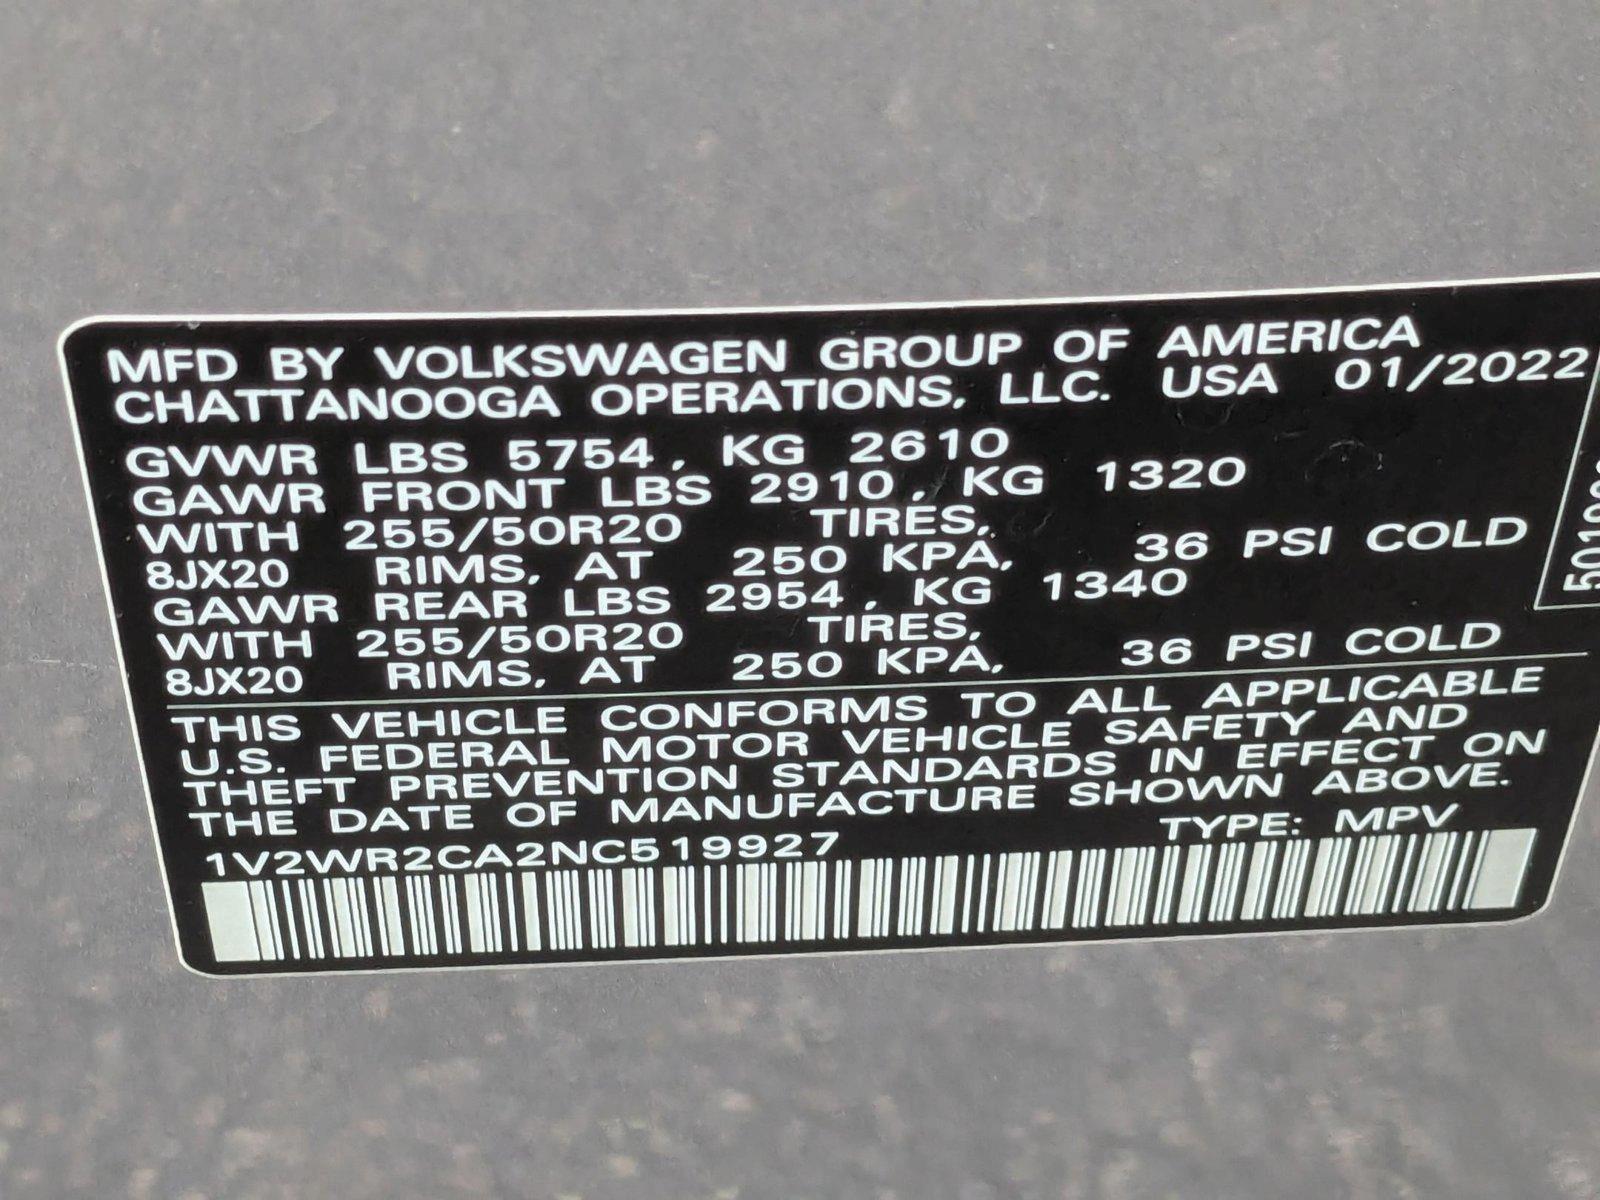 MFD BY VOLKSWAGEN GROUP OF AMERICA
CHATTANOOGA OPERATIONS, LLC. USA 01/2022
GVWR LBS 5754, KG 2610
GAWR FRONT LBS 2910, KG 1320
WITH 255/50R20 TIRES,
8JX20 RIMS, AT 250 KPA, 36 PSI COLD
GAWR REAR LBS 2954, KG 1340
WITH 255/50R20 TIRES,
8JX20 RIMS, AT 250 KPA, 36 PSI COLD
THIS VEHICLE CONFORMS TO ALL APPLICABLE
U.S. FEDERAL MOTOR VEHICLE SAFETY AND
THEFT PREVENTION STANDARDS IN EFFECT ON
THE DATE OF MANUFACTURE SHOWN ABOVE.
1V2WR2CA2NC519927 TYPE: MPV